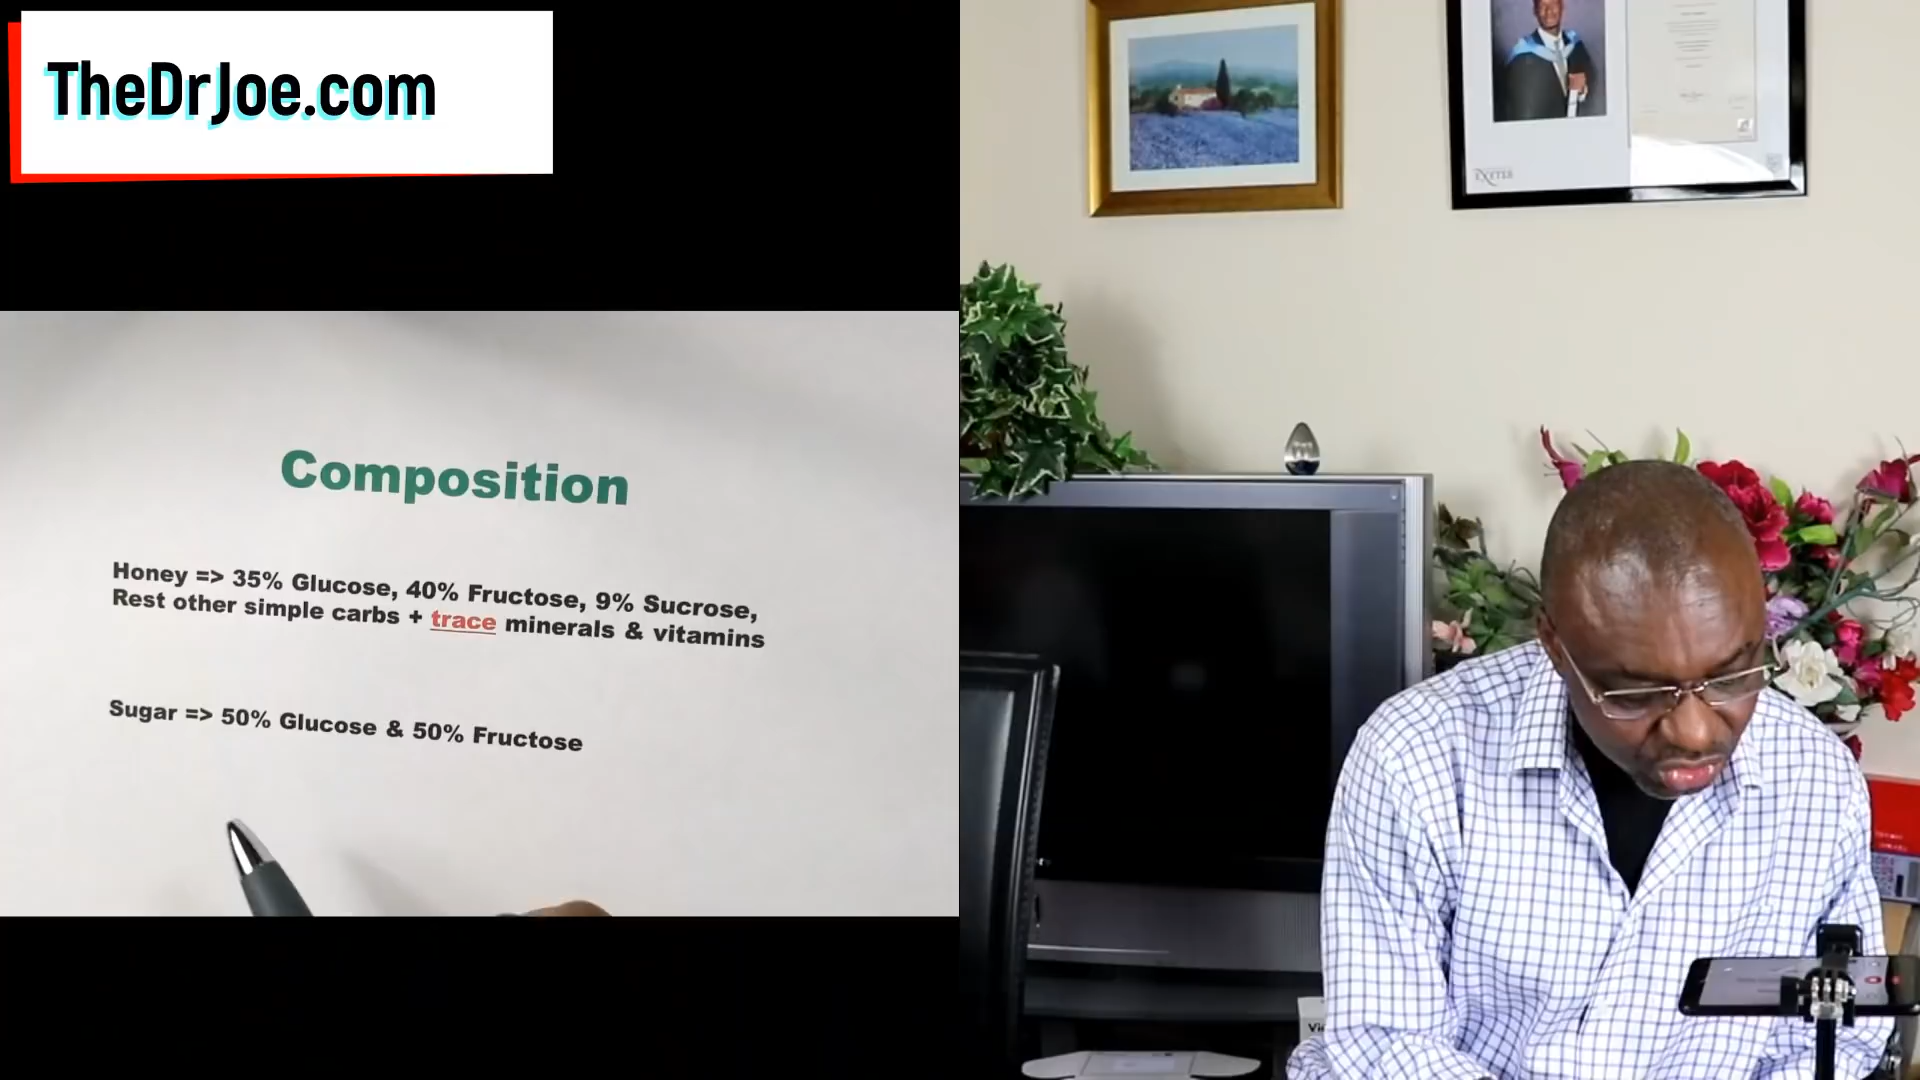 TheDrJoe.com
Composition
Honey => 35% Glucose, 40% Fructose, 9% Sucrose,
Rest other simple carbs + trace minerals & vitamins
Sugar => 50% Glucose & 50% Fructose
EXETER